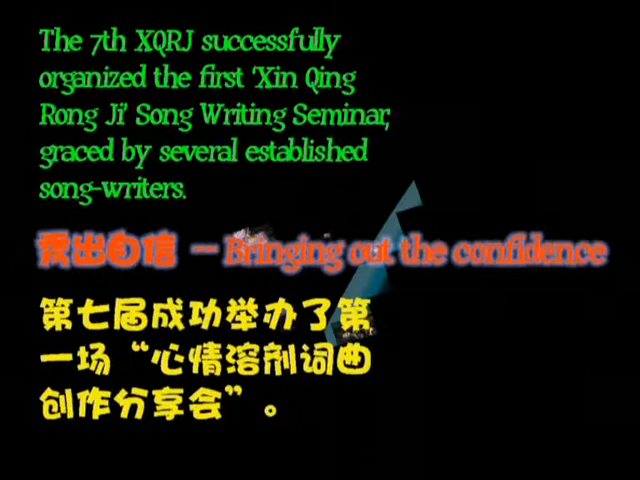 The 7th XQRJ successfully
organized the first 'Xin Qing
Rong Ji' Song Writing Seminar,
graced by several established
song-writers.
秀出自信 -- Bringing out the confidence
第七届成功举办了第
一场“心情溶剂词曲
创作分享会”。